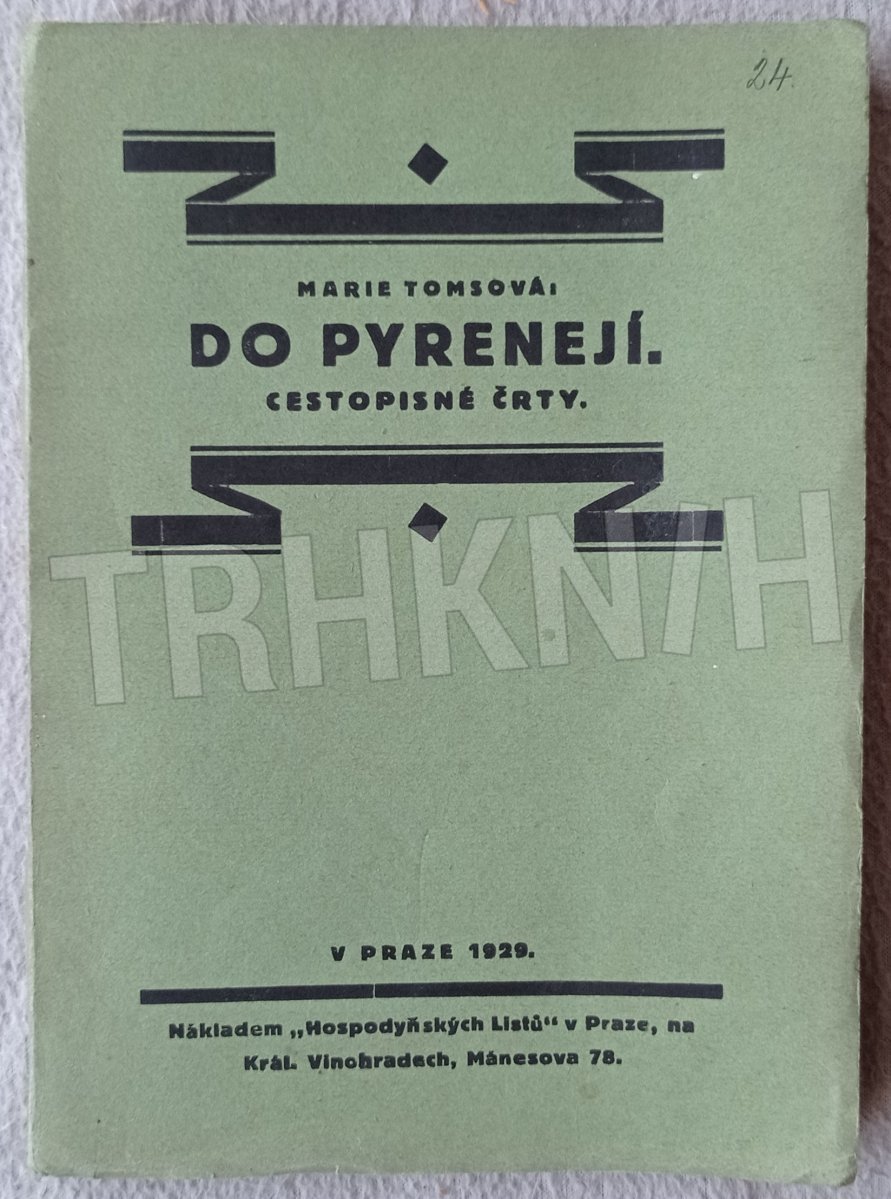 24.
MARIE TOMSOVÁ:
DO PYRENEJÍ.
CESTOPISNÉ ČRTY.
TRHKNIH
V PRAZE 1929.
Nákladem „Hospodyňských Listů“ v Praze, na
Král. Vinohradech, Mánesova 78.